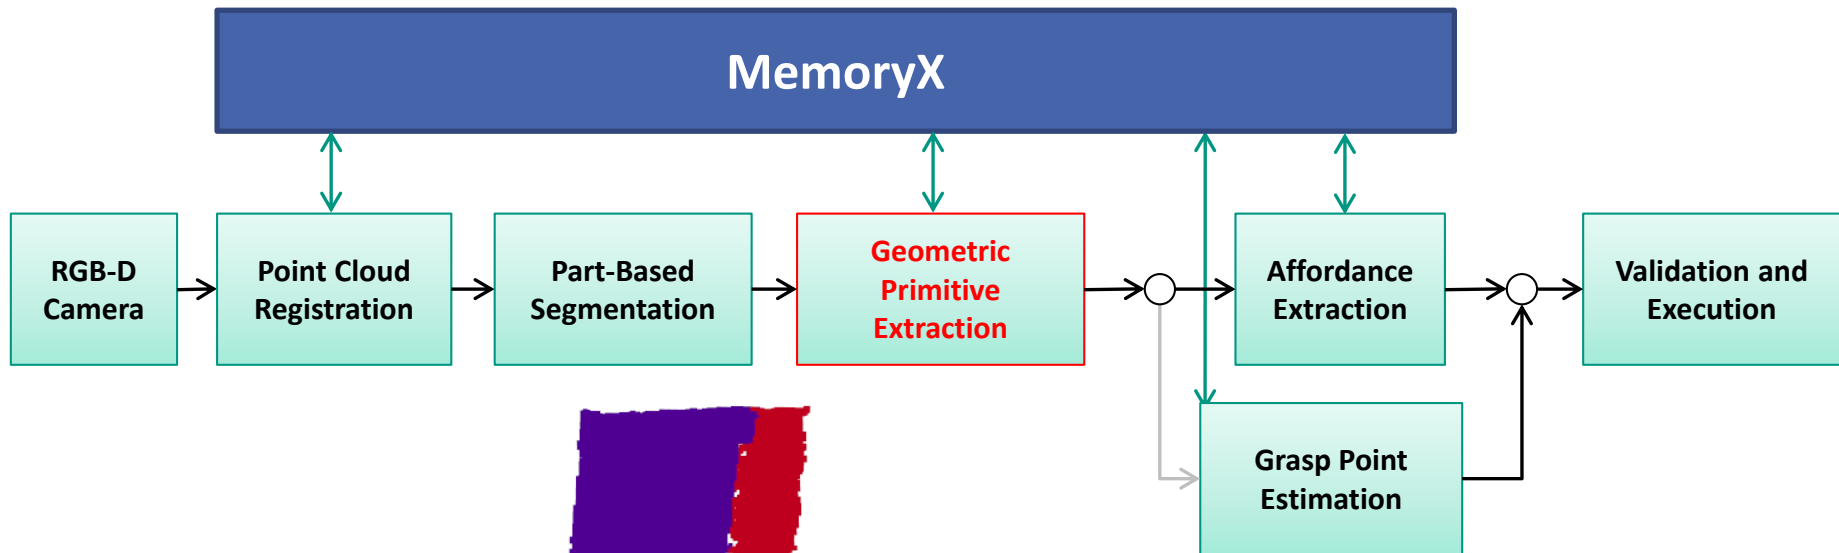 MemoryX
RGB-D
Camera
Point Cloud
Registration
Part-Based
Segmentation
Geometric
Primitive
Extraction
Affordance
Extraction
Validation and
Execution
Grasp Point
Estimation